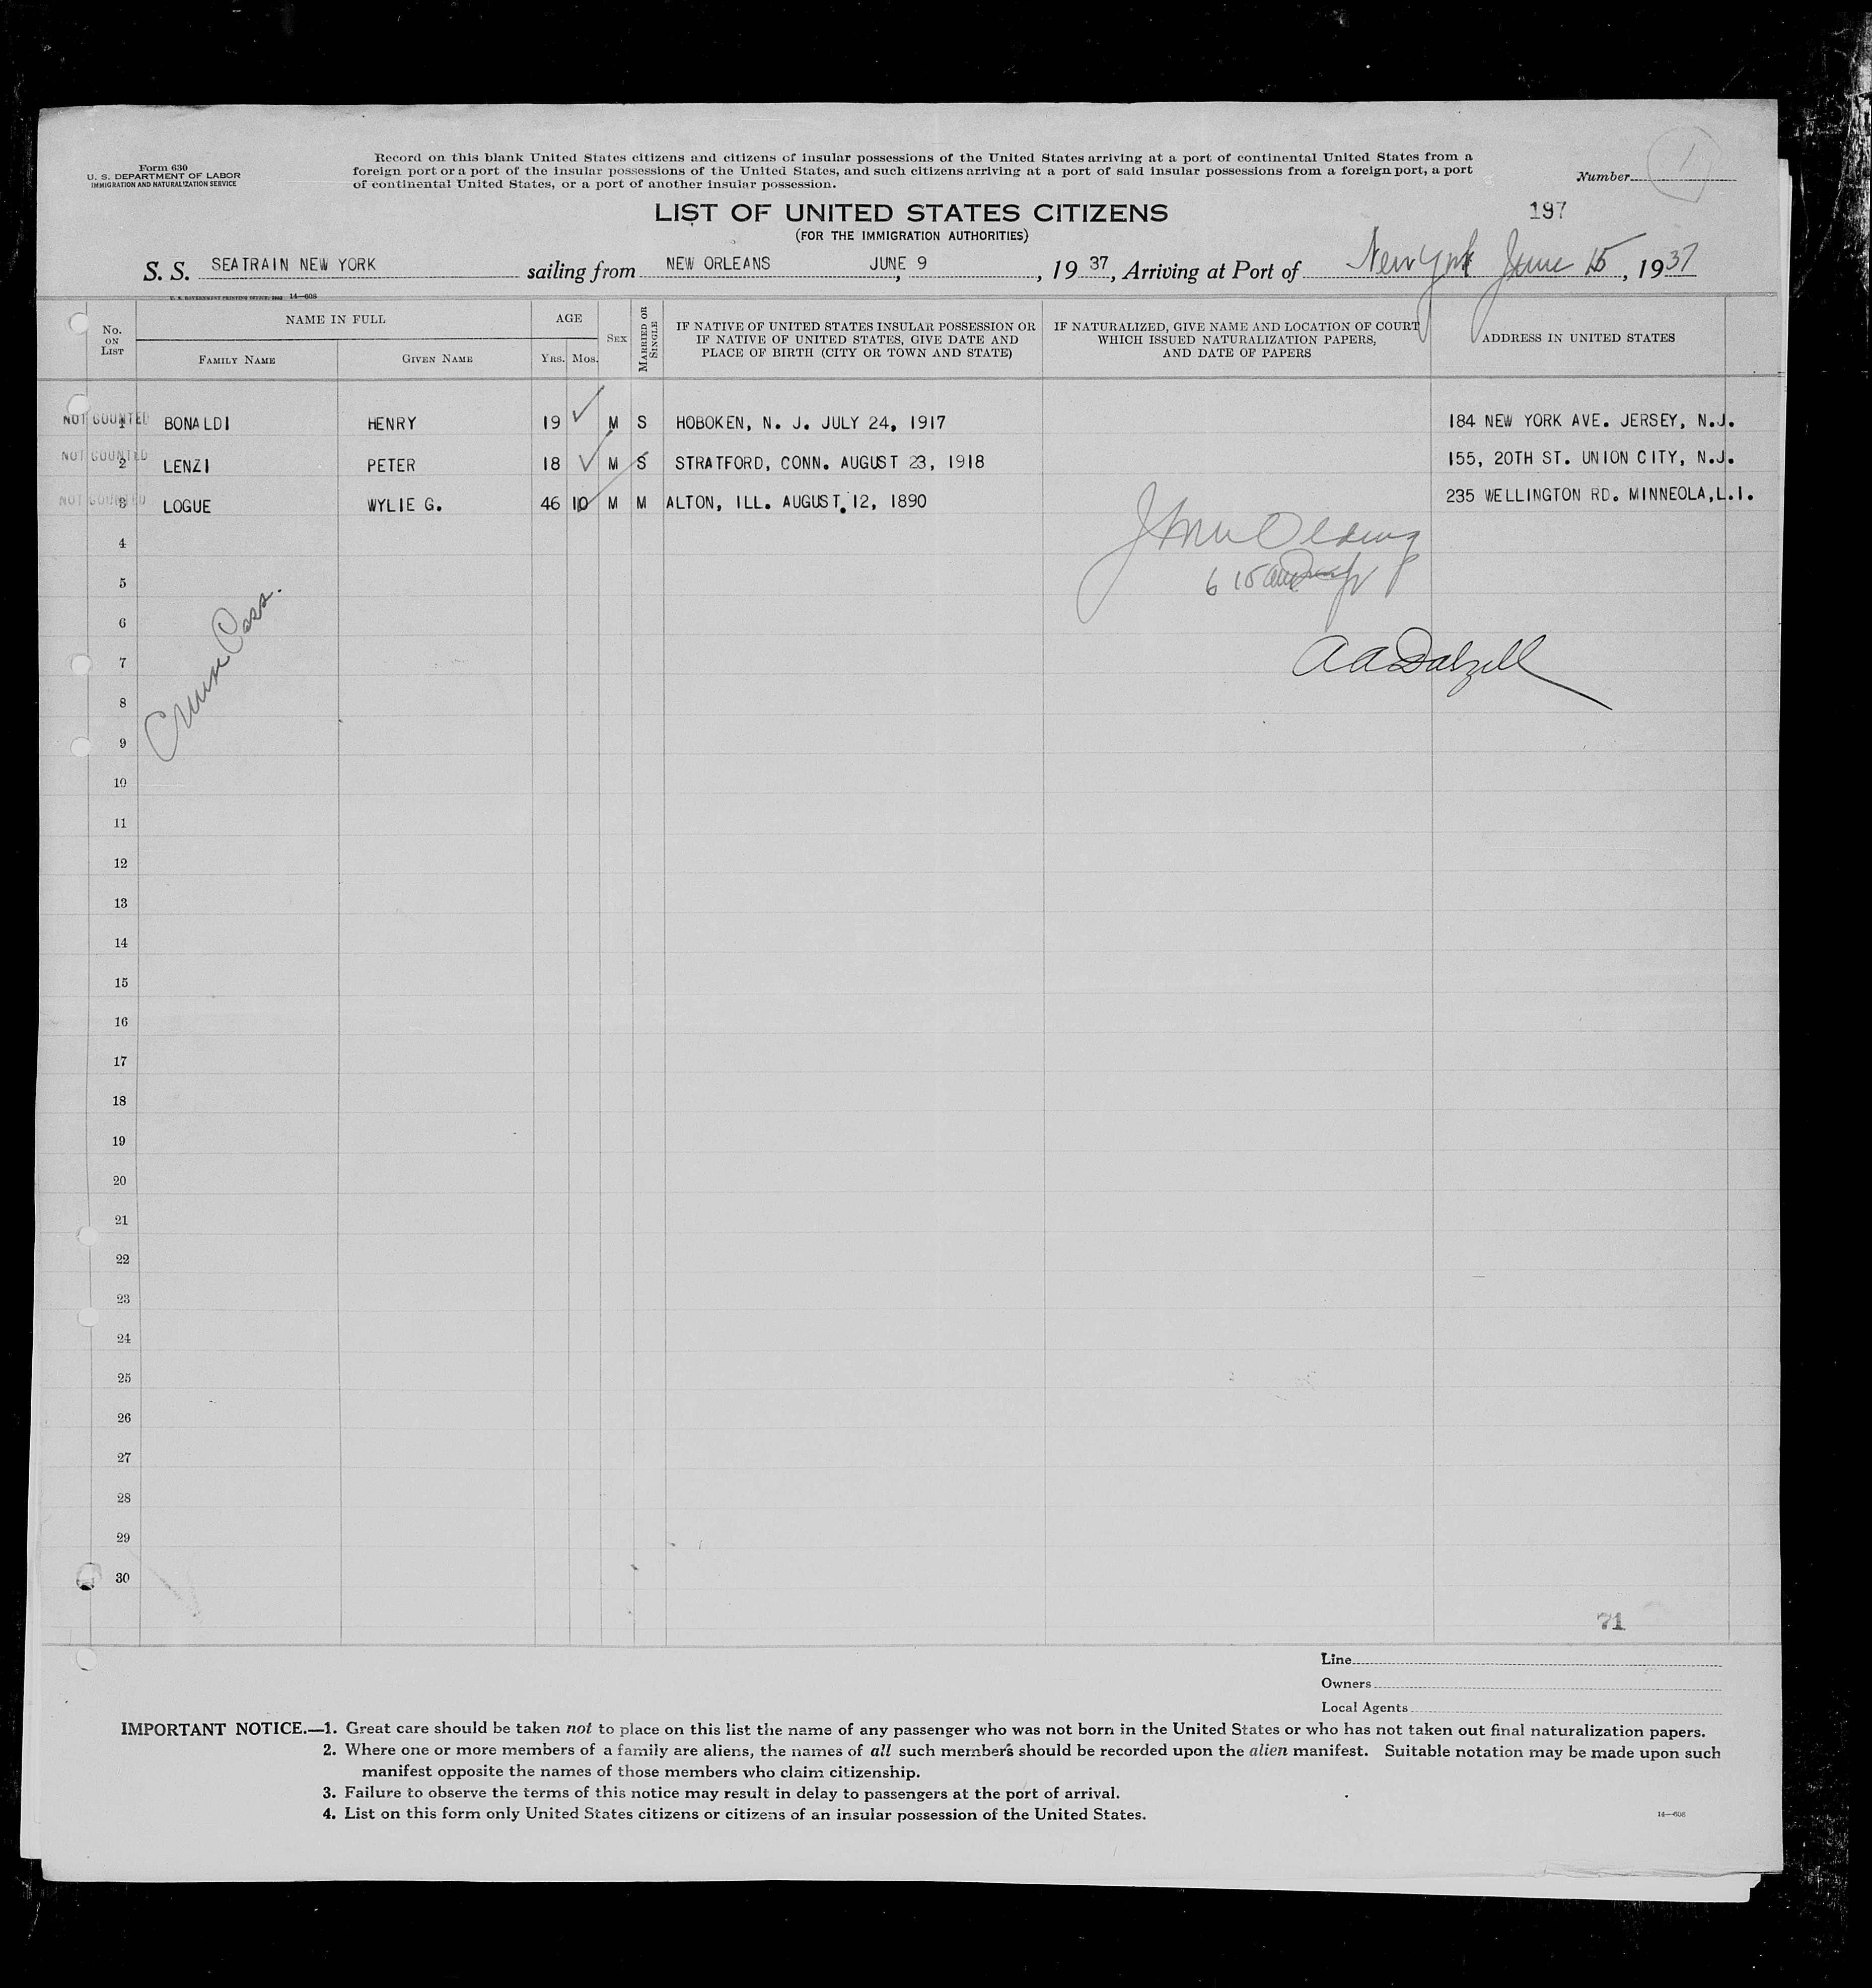 Form 630
U. S. DEPARTMENT OF LABOR
IMMIGRATION AND NATURALIZATION SERVICE
Record on this blank United States citizens and citizens of insular possessions of the United States arriving at a port of continental United States from a
foreign port or a port of the insular possessions of the United States, and such citizens arriving at a port of said insular possessions from a foreign port, a port
of continental United States, or a port of another insular possession.
Number 1
LIST OF UNITED STATES CITIZENS
197
(FOR THE IMMIGRATION AUTHORITIES)
S. S. SEATRAIN NEW YORK sailing from NEW ORLEANS JUNE 9, 1937, Arriving at Port of New York June 15, 1937
14—608
No. ON LIST
NAME IN FULL
FAMILY NAME
GIVEN NAME
AGE
YRS. MOS.
SEX
MARRIED OR SINGLE
IF NATIVE OF UNITED STATES INSULAR POSSESSION OR
IF NATIVE OF UNITED STATES, GIVE DATE AND
PLACE OF BIRTH (CITY OR TOWN AND STATE)
IF NATURALIZED, GIVE NAME AND LOCATION OF COURT
WHICH ISSUED NATURALIZATION PAPERS,
AND DATE OF PAPERS
ADDRESS IN UNITED STATES
NOT COUNTED 1 BONALDI HENRY 19 M S HOBOKEN, N. J. JULY 24, 1917 184 NEW YORK AVE. JERSEY, N.J.
NOT COUNTED 2 LENZI PETER 18 M S STRATFORD, CONN. AUGUST 23, 1918 155, 20TH ST. UNION CITY, N.J.
NOT COUNTED 3 LOGUE WYLIE G. 46 10 M M ALTON, ILL. AUGUST 12, 1890 235 WELLINGTON RD. MINNEOLA, L.I.
4
5
6
7 A A Dalzell
8
9
10
11
12
13
14
15
16
17
18
19
20
21
22
23
24
25
26
27
28
29
30
71
Line
Owners
Local Agents
IMPORTANT NOTICE.—1. Great care should be taken not to place on this list the name of any passenger who was not born in the United States or who has not taken out final naturalization papers.
2. Where one or more members of a family are aliens, the names of all such members should be recorded upon the alien manifest. Suitable notation may be made upon such
manifest opposite the names of those members who claim citizenship.
3. Failure to observe the terms of this notice may result in delay to passengers at the port of arrival.
4. List on this form only United States citizens or citizens of an insular possession of the United States.
14—608